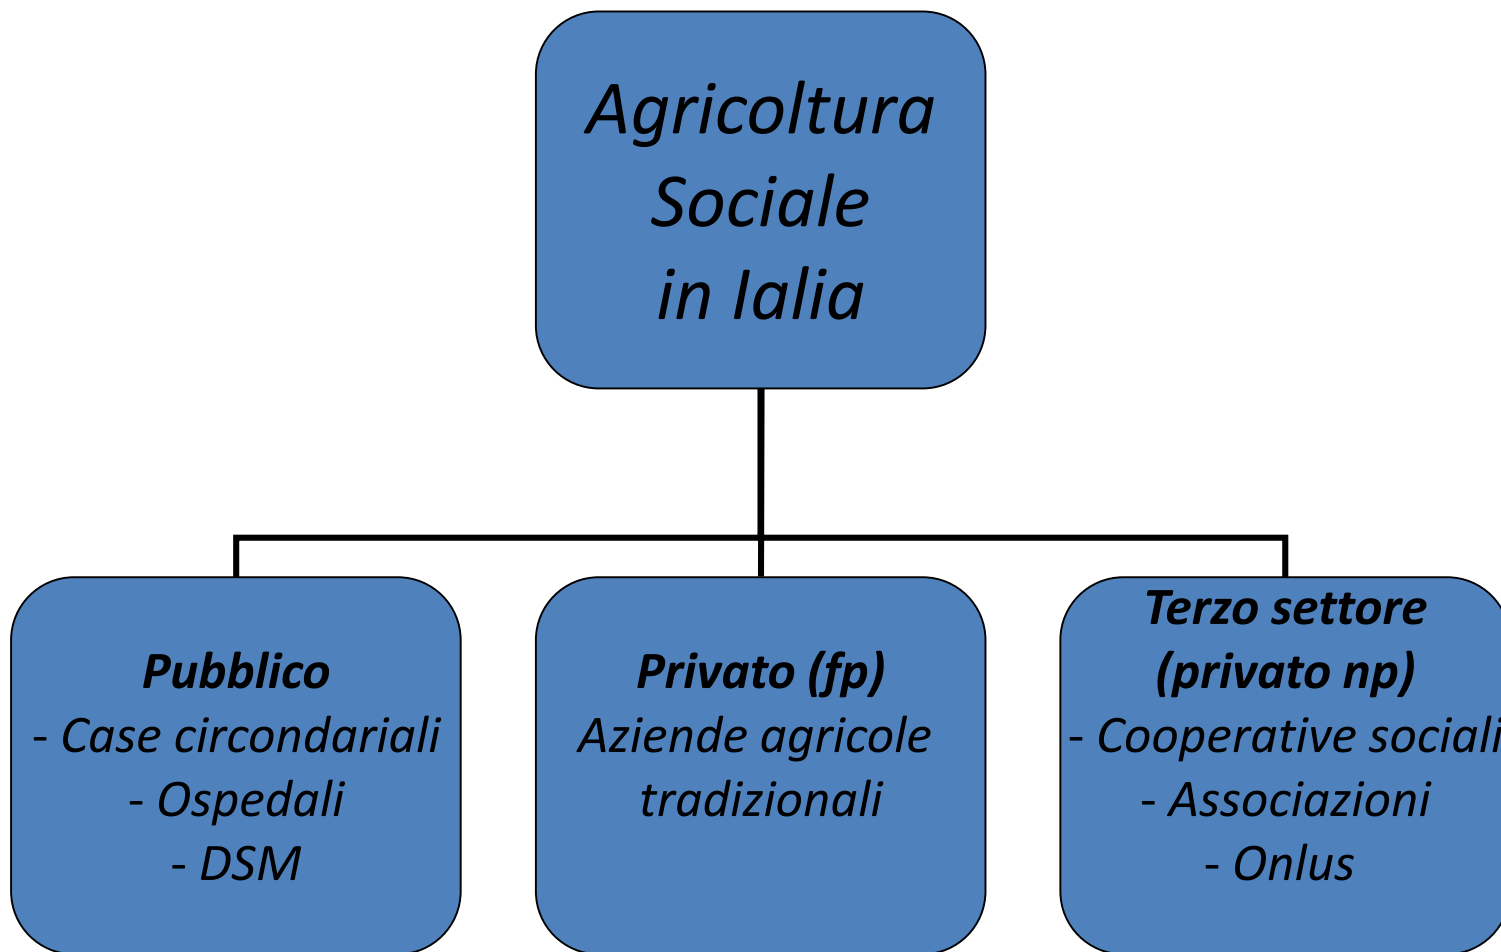 Agricoltura
Sociale
in Ialia
Pubblico
- Case circondariali
- Ospedali
- DSM
Privato (fp)
Aziende agricole
tradizionali
Terzo settore
(privato np)
- Cooperative sociali
- Associazioni
- Onlus